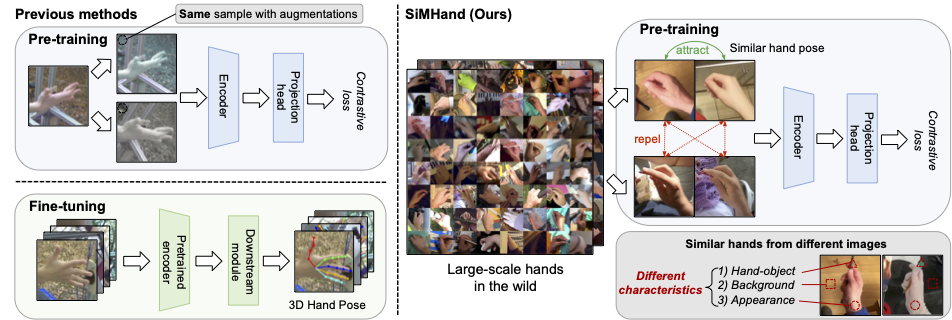 Previous methods
Same sample with augmentations
Pre-training
Encoder
Projection
head
Contrastive
loss
Fine-tuning
Pretrained
encoder
Downstream
module
3D Hand Pose
SiMHand (Ours)
Large-scale hands
in the wild
Pre-training
attract
Similar hand pose
repel
Encoder
Projection
head
Contrastive
loss
Similar hands from different images
Different
characteristics
1) Hand-object
2) Background
3) Appearance